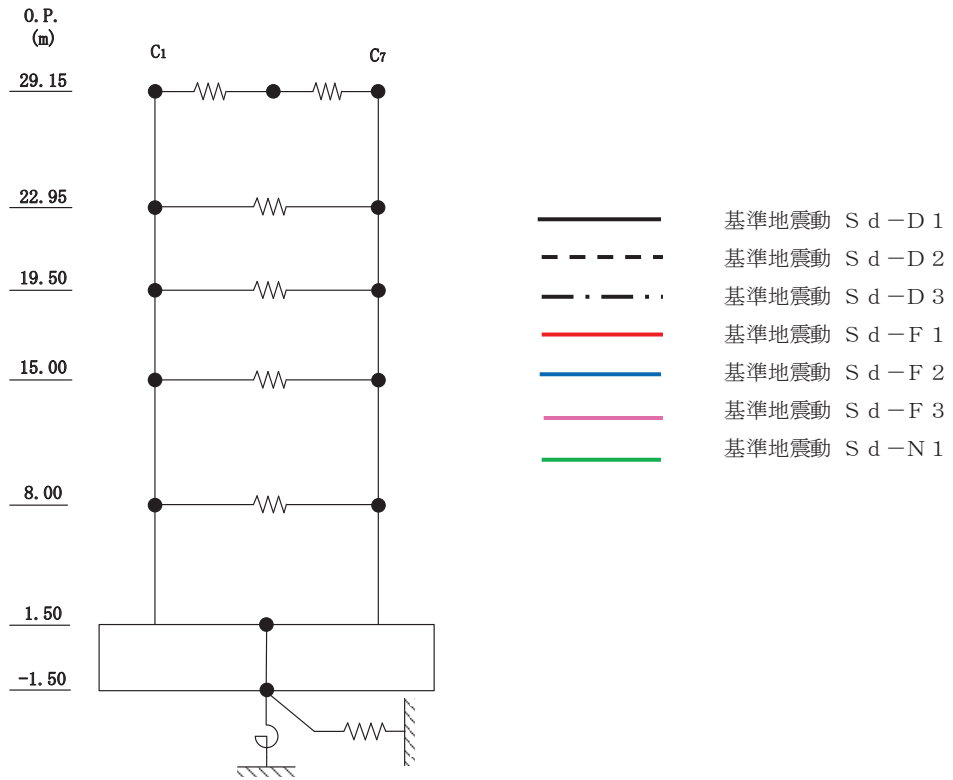 O.P.
(m)
C1
C7
29.15
22.95
19.50
15.00
8.00
1.50
-1.50
基準地震動 Ｓｄ－Ｄ１
基準地震動 Ｓｄ－Ｄ２
基準地震動 Ｓｄ－Ｄ３
基準地震動 Ｓｄ－Ｆ１
基準地震動 Ｓｄ－Ｆ２
基準地震動 Ｓｄ－Ｆ３
基準地震動 Ｓｄ－Ｎ１